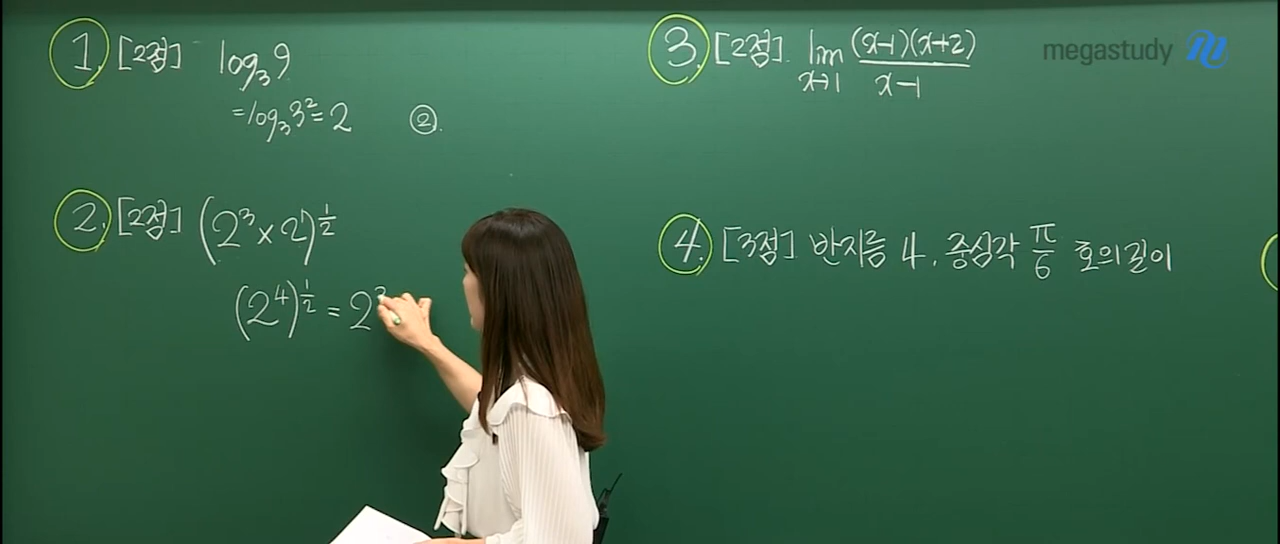 1. [2점] log₃9
=log₃3²=2 ②.
2. [2점] (2³×2)^½
(2⁴)^½ = 2
3. [2점]. lim x→1 (x-1)(x+2)/x-1
megastudy
4. [3점] 반지름 4, 중심각 π/6 호의길이